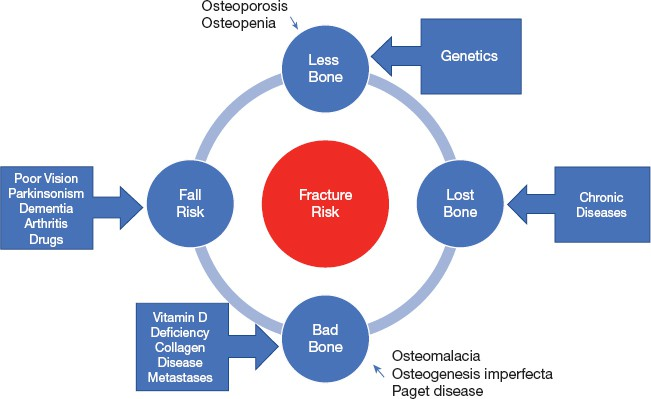 Osteoporosis
Osteopenia
Less
Bone
Genetics
Poor Vision
Parkinsonism
Dementia
Arthritis
Drugs
Fall
Risk
Fracture
Risk
Lost
Bone
Chronic
Diseases
Vitamin D
Deficiency
Collagen
Disease
Metastases
Bad
Bone
Osteomalacia
Osteogenesis imperfecta
Paget disease